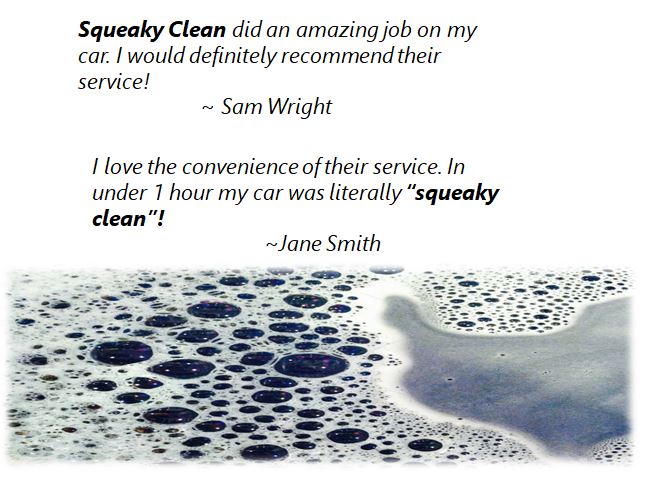 Squeaky Clean did an amazing job on my
car. I would definitely recommend their
service!
~ Sam Wright
I love the convenience of their service. In
under 1 hour my car was literally “squeaky
clean”!
~Jane Smith